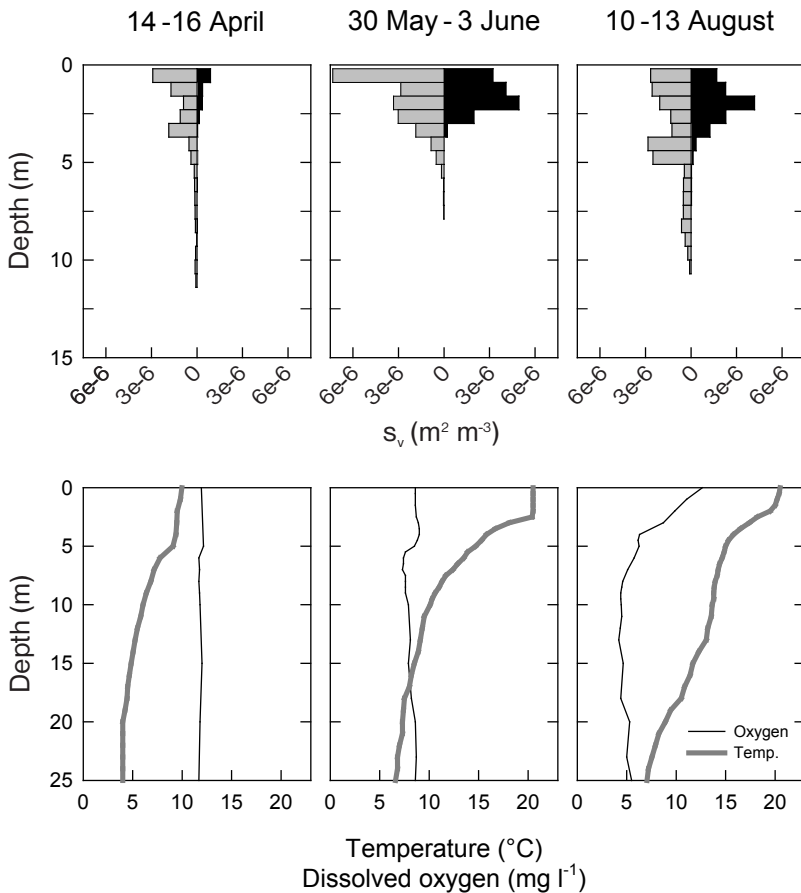 14 -16 April 30 May - 3 June 10 -13 August
0
5
10
15
Depth (m)
6e-6 3e-6 0 3e-6 6e-6 6e-6 3e-6 0 3e-6 6e-6 6e-6 3e-6 0 3e-6 6e-6
sᵥ (m² m⁻³)
0
5
10
15
20
25
Depth (m)
Oxygen
Temp.
0 5 10 15 20 0 5 10 15 20 0 5 10 15 20
Temperature (°C)
Dissolved oxygen (mg l⁻¹)